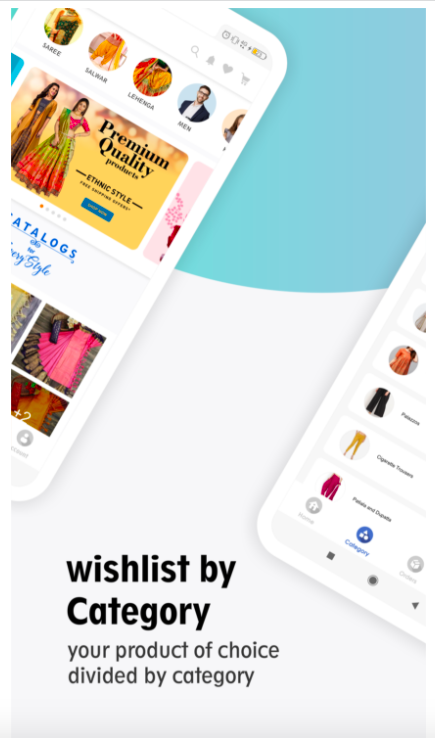 SAREE
SALWAR
LEHENGA
MEN
Premium
Quality
products
ETHNIC STYLE
FREE SHIPPING OFFERS*
SHOP NOW
CATALOGS
for
Every Style
+2
Palazzos
Cigarette Trousers
Patiala and Dupatta
Home
Category
Orders
wishlist by
Category
your product of choice
divided by category